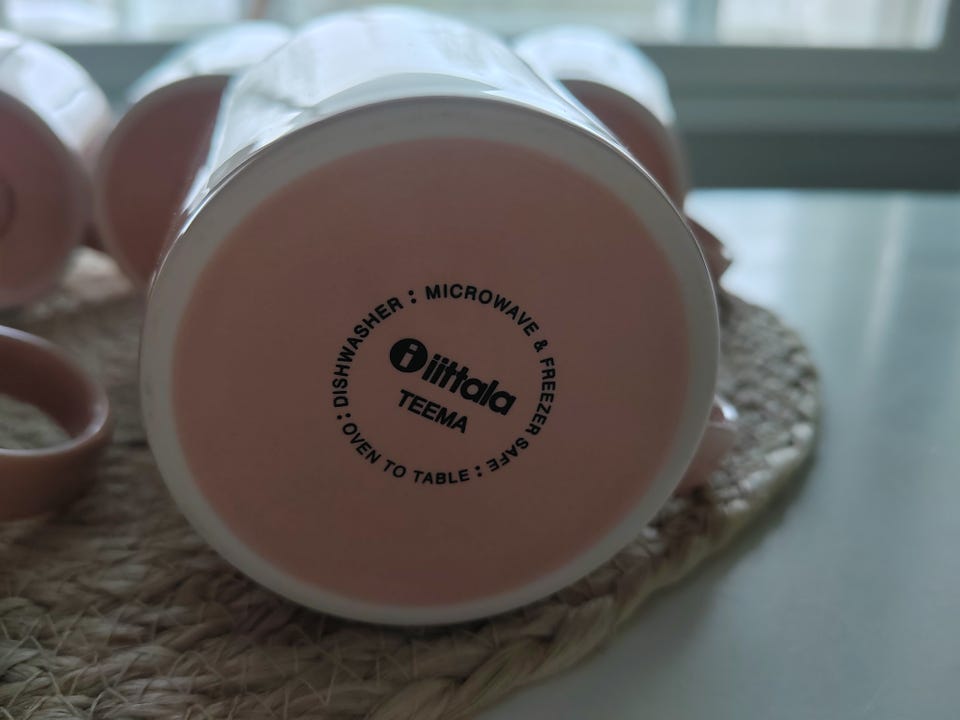 DISHWASHER : MICROWAVE & FREEZER SAFE : OVEN TO TABLE :
i iittala
TEEMA